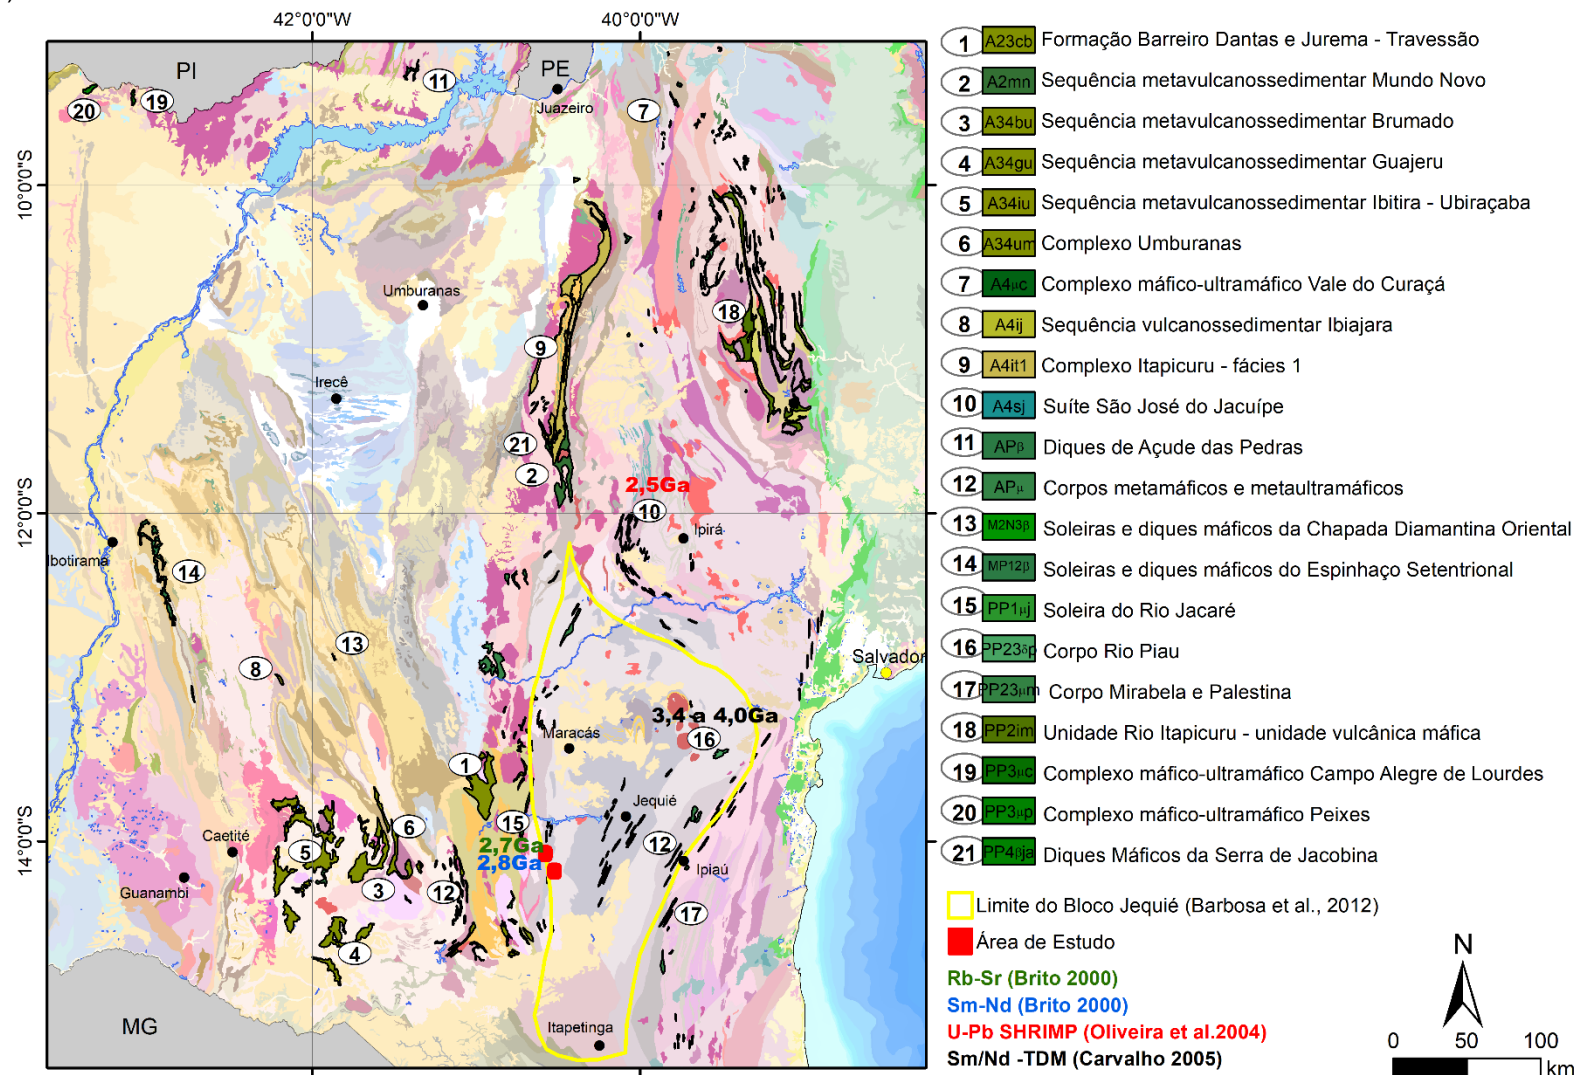 42°0'0"W
40°0'0"W
PI
PE
11
19
20
Juazeiro
7
10°0'0"S
Umburanas
18
9
Irecê
21
2
2,5Ga
10
12°0'0"S
Ipirá
Ibotirama
14
13
8
Salvador
3,4 a 4,0Ga
Maracás
16
1
Jequié
6
15
Caetité
5
2,7Ga
12
14°0'0"S
2,8Ga
Ipiaú
Guanambi
3
12
17
4
MG
Itapetinga
1 A23cb Formação Barreiro Dantas e Jurema - Travessão
2 A2mn Sequência metavulcanossedimentar Mundo Novo
3 A34bu Sequência metavulcanossedimentar Brumado
4 A34gu Sequência metavulcanossedimentar Guajeru
5 A34iu Sequência metavulcanossedimentar Ibitira - Ubiraçaba
6 A34um Complexo Umburanas
7 A4μc Complexo máfico-ultramáfico Vale do Curaçá
8 A4ij Sequência vulcanossedimentar Ibiajara
9 A4it1 Complexo Itapicuru - fácies 1
10 A4sj Suíte São José do Jacuípe
11 APβ Diques de Açude das Pedras
12 APμ Corpos metamáficos e metaultramáficos
13 M2N3β Soleiras e diques máficos da Chapada Diamantina Oriental
14 MP12β Soleiras e diques máficos do Espinhaço Setentrional
15 PP1μj Soleira do Rio Jacaré
16 PP23δp Corpo Rio Piau
17 PP23μm Corpo Mirabela e Palestina
18 PP2im Unidade Rio Itapicuru - unidade vulcânica máfica
19 PP3μc Complexo máfico-ultramáfico Campo Alegre de Lourdes
20 PP3μp Complexo máfico-ultramáfico Peixes
21 PP4βja Diques Máficos da Serra de Jacobina
Limite do Bloco Jequié (Barbosa et al., 2012)
Área de Estudo
Rb-Sr (Brito 2000)
Sm-Nd (Brito 2000)
U-Pb SHRIMP (Oliveira et al.2004)
Sm/Nd -TDM (Carvalho 2005)
N
0 50 100
km